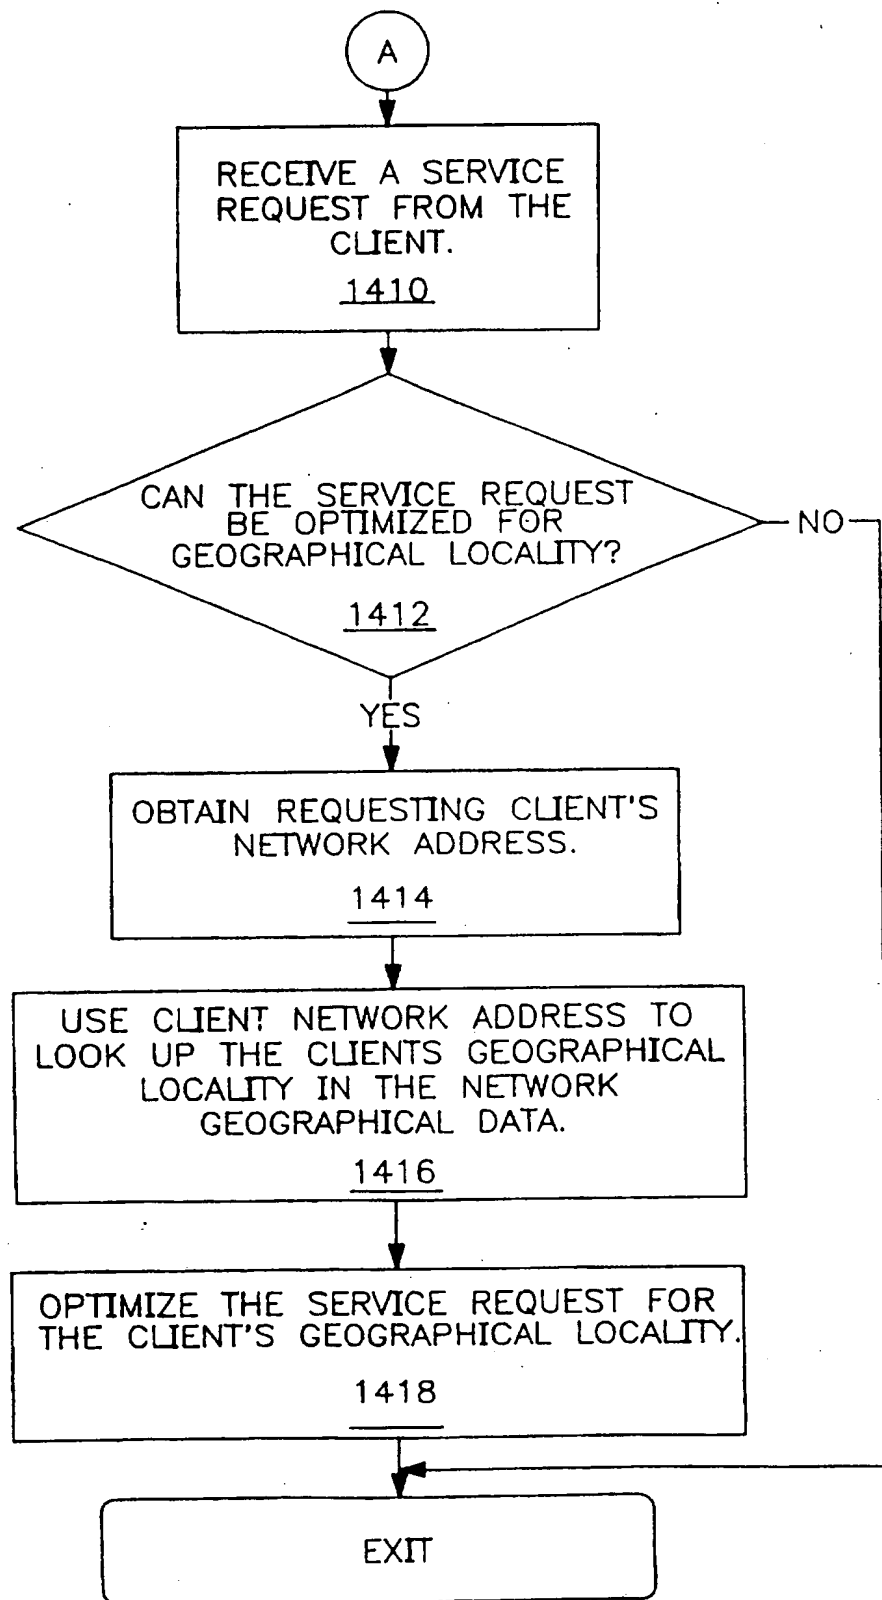 A
RECEIVE A SERVICE
REQUEST FROM THE
CLIENT.
1410
CAN THE SERVICE REQUEST
BE OPTIMIZED FOR
GEOGRAPHICAL LOCALITY?
1412
NO
YES
OBTAIN REQUESTING CLIENT'S
NETWORK ADDRESS.
1414
USE CLIENT NETWORK ADDRESS TO
LOOK UP THE CLIENTS GEOGRAPHICAL
LOCALITY IN THE NETWORK
GEOGRAPHICAL DATA.
1416
OPTIMIZE THE SERVICE REQUEST FOR
THE CLIENT'S GEOGRAPHICAL LOCALITY.
1418
EXIT